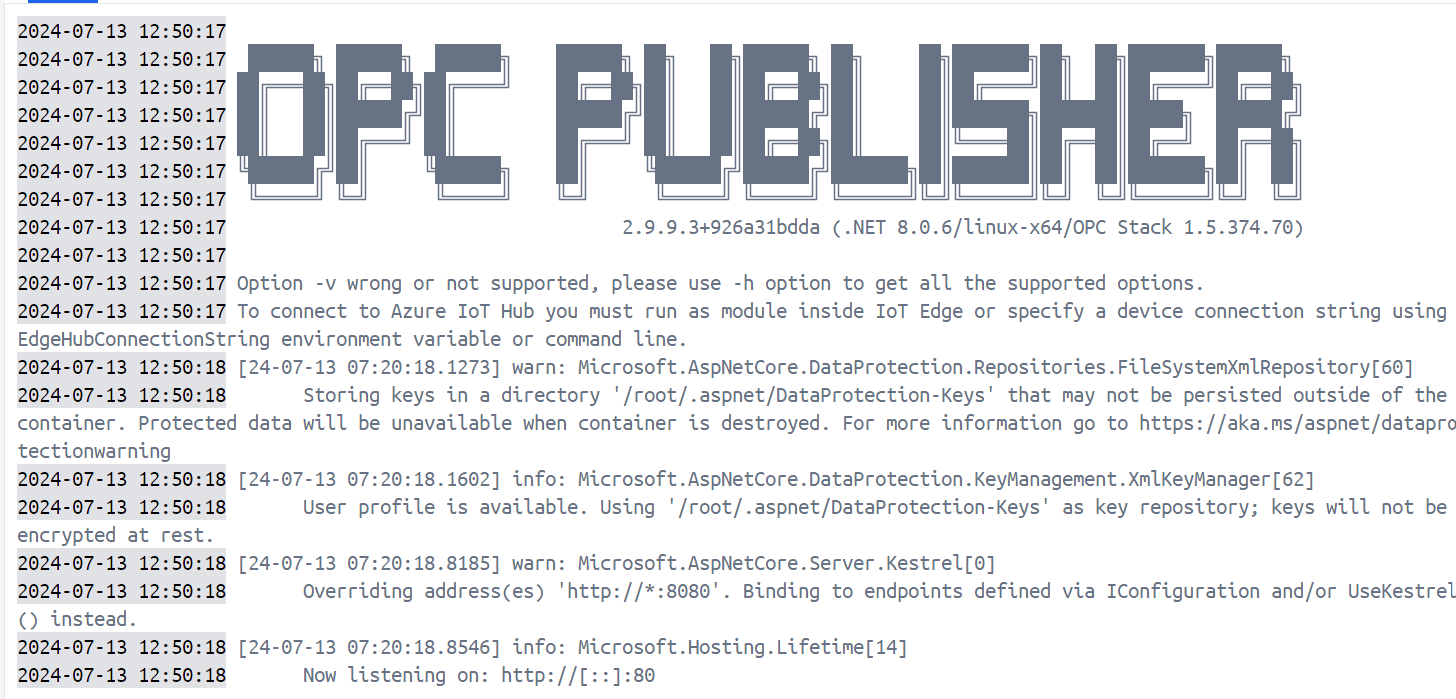 2024-07-13 12:50:17
2024-07-13 12:50:17
2024-07-13 12:50:17
2024-07-13 12:50:17 OPC PUBLISHER
2024-07-13 12:50:17
2024-07-13 12:50:17
2024-07-13 12:50:17
2024-07-13 12:50:17 2.9.9.3+926a31bdda (.NET 8.0.6/linux-x64/OPC Stack 1.5.374.70)
2024-07-13 12:50:17
2024-07-13 12:50:17 Option -v wrong or not supported, please use -h option to get all the supported options.
2024-07-13 12:50:17 To connect to Azure IoT Hub you must run as module inside IoT Edge or specify a device connection string using
EdgeHubConnectionString environment variable or command line.
2024-07-13 12:50:18 [24-07-13 07:20:18.1273] warn: Microsoft.AspNetCore.DataProtection.Repositories.FileSystemXmlRepository[60]
2024-07-13 12:50:18 Storing keys in a directory '/root/.aspnet/DataProtection-Keys' that may not be persisted outside of the
container. Protected data will be unavailable when container is destroyed. For more information go to https://aka.ms/aspnet/datapro
tectionwarning
2024-07-13 12:50:18 [24-07-13 07:20:18.1602] info: Microsoft.AspNetCore.DataProtection.KeyManagement.XmlKeyManager[62]
2024-07-13 12:50:18 User profile is available. Using '/root/.aspnet/DataProtection-Keys' as key repository; keys will not be
encrypted at rest.
2024-07-13 12:50:18 [24-07-13 07:20:18.8185] warn: Microsoft.AspNetCore.Server.Kestrel[0]
2024-07-13 12:50:18 Overriding address(es) 'http://*:8080'. Binding to endpoints defined via IConfiguration and/or UseKestrel
() instead.
2024-07-13 12:50:18 [24-07-13 07:20:18.8546] info: Microsoft.Hosting.Lifetime[14]
2024-07-13 12:50:18 Now listening on: http://[::]:80